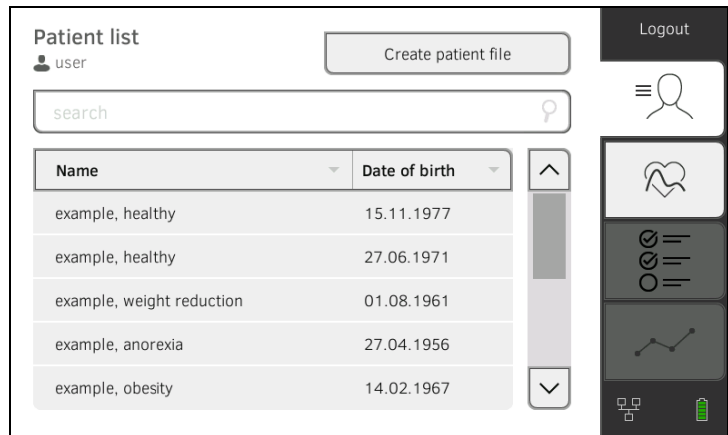 Patient list
user
Create patient file
Logout
search
Name Date of birth
example, healthy 15.11.1977
example, healthy 27.06.1971
example, weight reduction 01.08.1961
example, anorexia 27.04.1956
example, obesity 14.02.1967